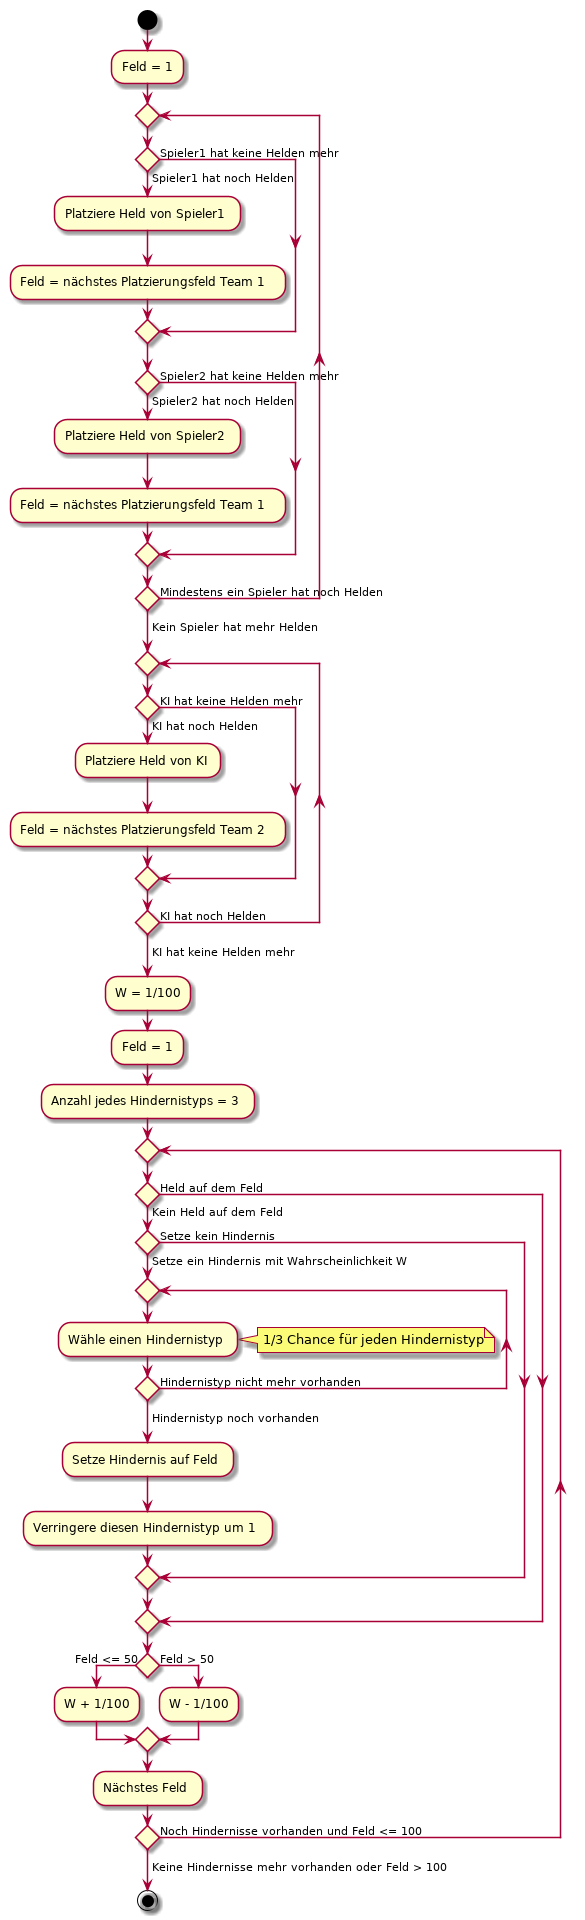 Feld = 1
Spieler1 hat keine Helden mehr
Spieler1 hat noch Helden
Platziere Held von Spieler1
Feld = nächstes Platzierungsfeld Team 1
Spieler2 hat keine Helden mehr
Spieler2 hat noch Helden
Platziere Held von Spieler2
Feld = nächstes Platzierungsfeld Team 1
Mindestens ein Spieler hat noch Helden
Kein Spieler hat mehr Helden
KI hat keine Helden mehr
KI hat noch Helden
Platziere Held von KI
Feld = nächstes Platzierungsfeld Team 2
KI hat noch Helden
KI hat keine Helden mehr
W = 1/100
Feld = 1
Anzahl jedes Hindernistyps = 3
Held auf dem Feld
Kein Held auf dem Feld
Setze kein Hindernis
Setze ein Hindernis mit Wahrscheinlichkeit W
Wähle einen Hindernistyp
1/3 Chance für jeden Hindernistyp
Hindernistyp nicht mehr vorhanden
Hindernistyp noch vorhanden
Setze Hindernis auf Feld
Verringere diesen Hindernistyp um 1
Feld <= 50
Feld > 50
W + 1/100
W - 1/100
Nächstes Feld
Noch Hindernisse vorhanden und Feld <= 100
Keine Hindernisse mehr vorhanden oder Feld > 100